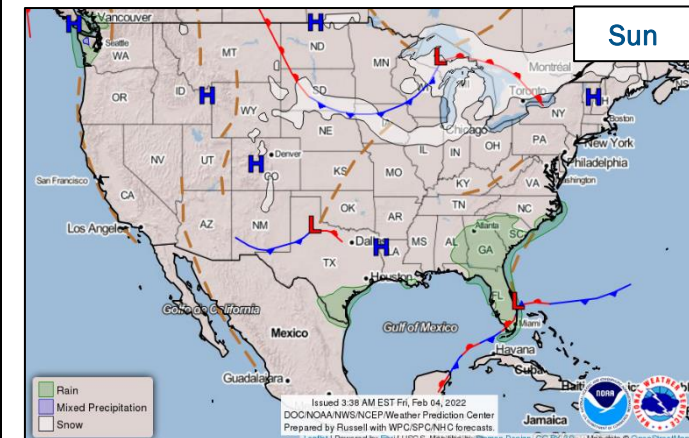 Sun
Vancouver
Seattle
WA
MT
ND
MN
Montréal
OR
ID
WY
SD
Toronto
NY
Boston
NE
Chicago
PA
New York
NV
UT
Denver
CO
IL
IN
OH
Philadelphia
San Francisco
KS
MO
KY
VA
Washington
CA
OK
TN
NC
Los Angeles
AZ
NM
AR
Atlanta
SC
Dallas
MS
AL
GA
TX
LA
Houston
FL
Golfo de California
Mexico
Gulf of Mexico
Miami
Havana
Cuba
Guadalajara
Jamaica
H
H
H
H
H
H
L
L
L
Rain
Mixed Precipitation
Snow
Issued 3:38 AM EST Fri, Feb 04, 2022
DOC/NOAA/NWS/NCEP/Weather Prediction Center
Prepared by Russell with WPC/SPC/NHC forecasts.
NOAA